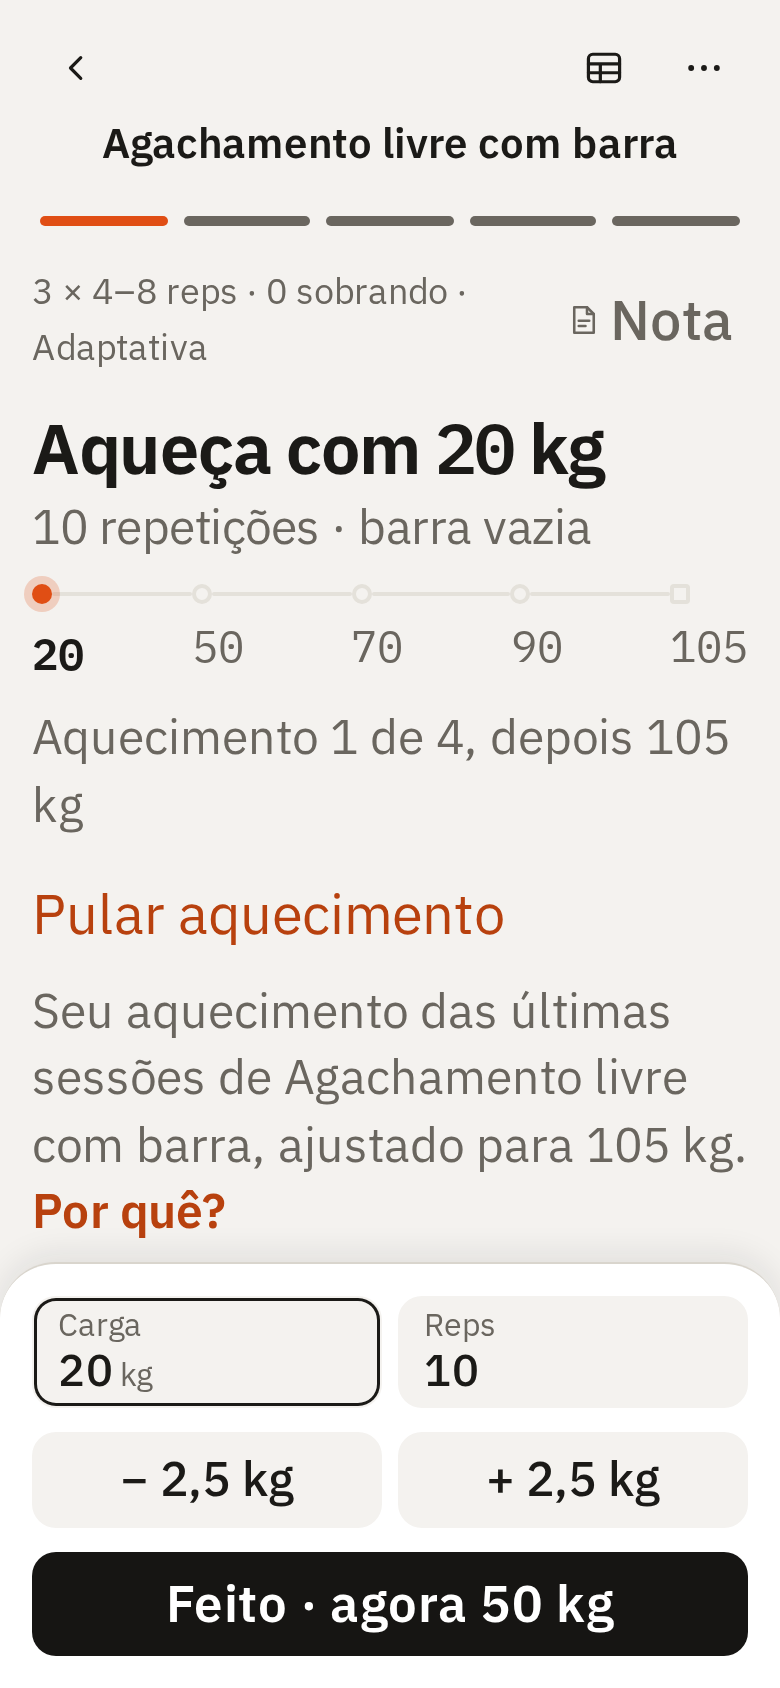 Agachamento livre com barra
3 × 4–8 reps · 0 sobrando ·
Adaptativa
Nota
Aqueça com 20 kg
10 repetições · barra vazia
20 50 70 90 105
Aquecimento 1 de 4, depois 105
kg
Pular aquecimento
Seu aquecimento das últimas
sessões de Agachamento livre
com barra, ajustado para 105 kg.
Por quê?
Carga
20 kg
Reps
10
– 2,5 kg
+ 2,5 kg
Feito · agora 50 kg